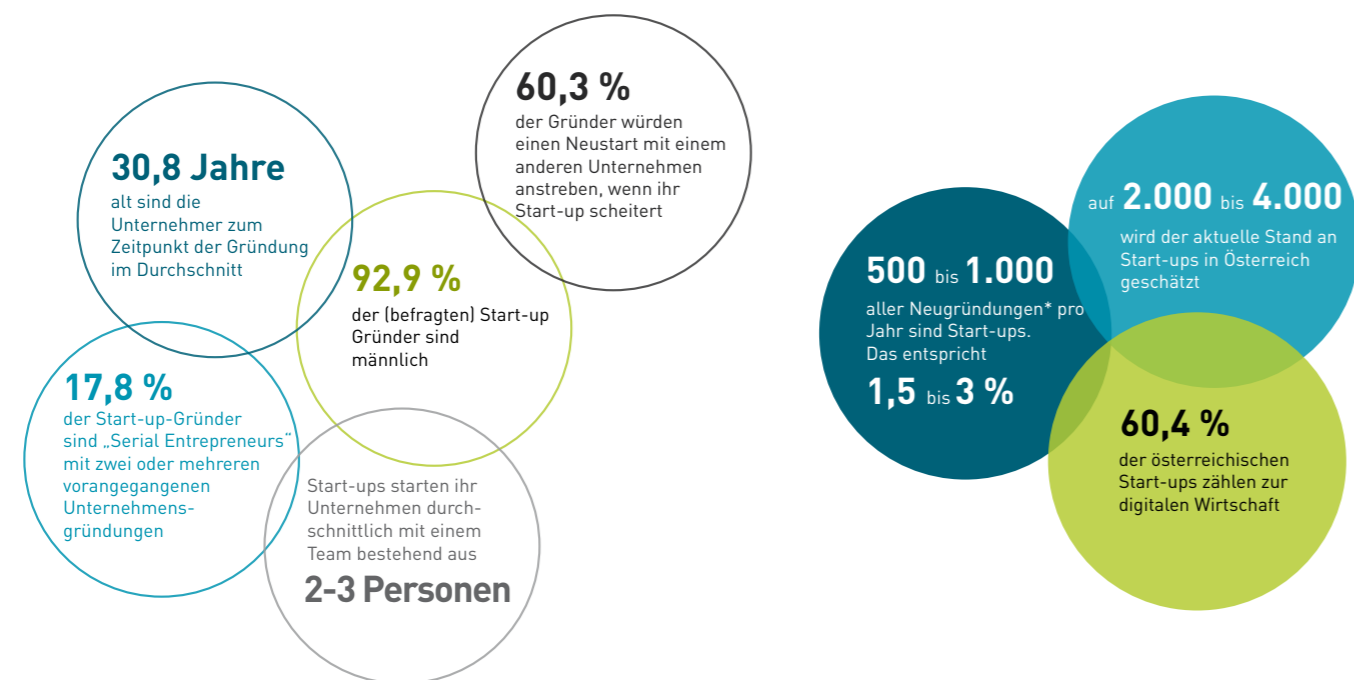 60,3 %
der Gründer würden
einen Neustart mit einem
anderen Unternehmen
anstreben, wenn ihr
Start-up scheitert
30,8 Jahre
alt sind die
Unternehmer zum
Zeitpunkt der Gründung
im Durchschnitt
92,9 %
der (befragten) Start-up
Gründer sind
männlich
17,8 %
der Start-up-Gründer
sind „Serial Entrepreneurs“
mit zwei oder mehreren
vorangegangenen
Unternehmens-
gründungen
Start-ups starten ihr
Unternehmen durch-
schnittlich mit einem
Team bestehend aus
2-3 Personen
auf 2.000 bis 4.000
wird der aktuelle Stand an
Start-ups in Österreich
geschätzt
500 bis 1.000
aller Neugründungen* pro
Jahr sind Start-ups.
Das entspricht
1,5 bis 3 %
60,4 %
der österreichischen
Start-ups zählen zur
digitalen Wirtschaft